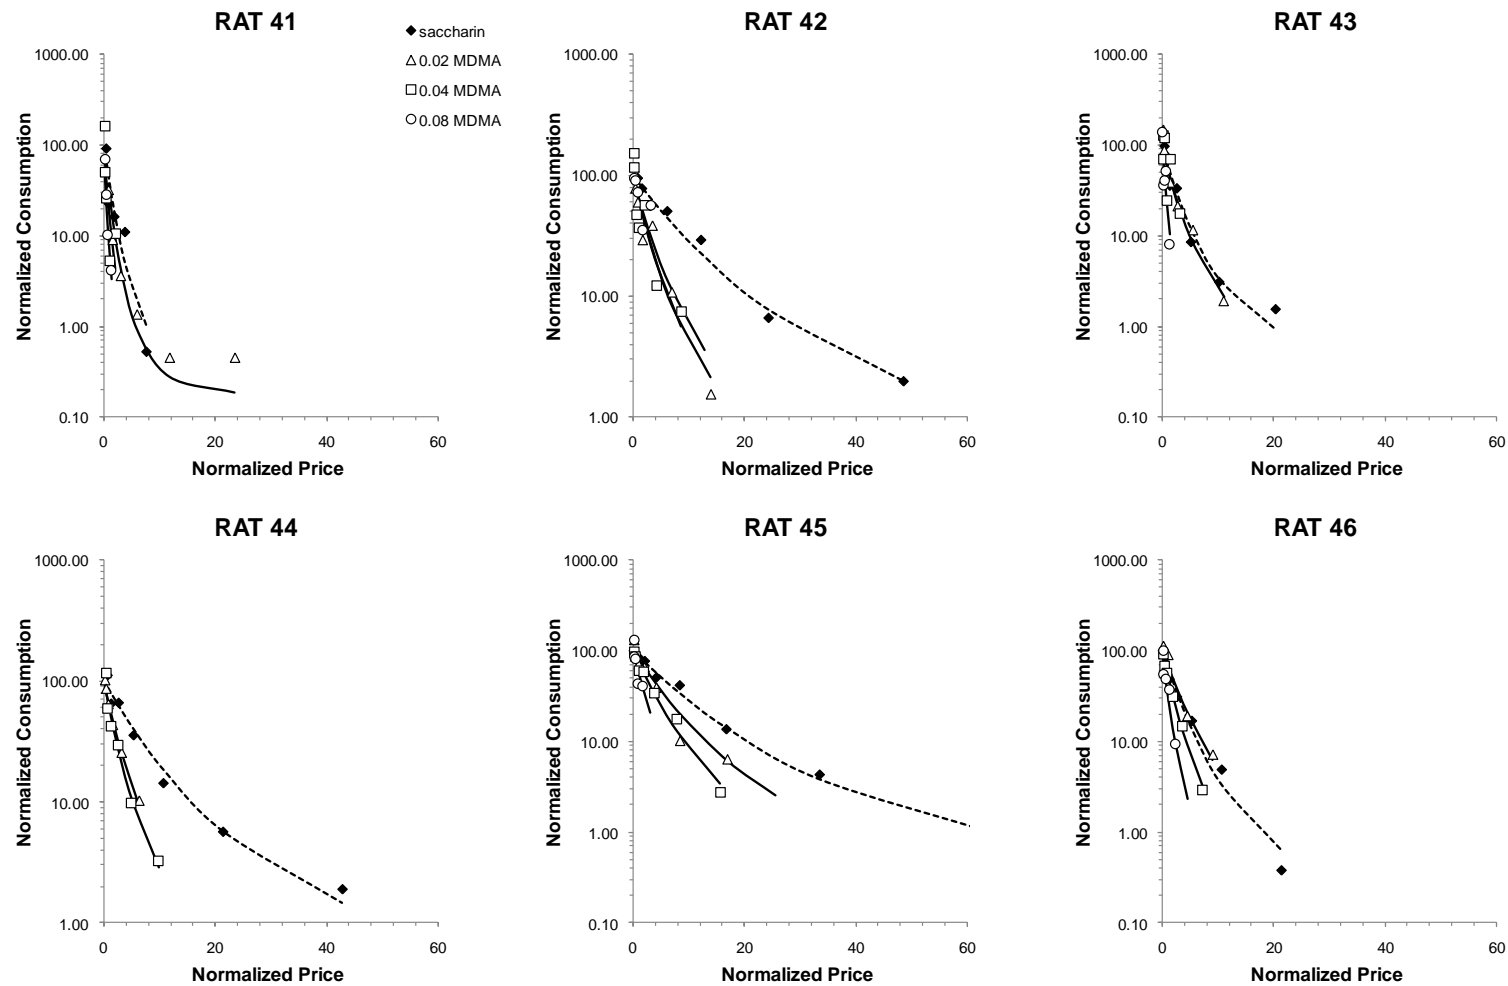 RAT 41
saccharin
0.02 MDMA
0.04 MDMA
0.08 MDMA
Normalized Consumption
1000.00
100.00
10.00
1.00
0.10
0 20 40 60
Normalized Price
RAT 42
Normalized Consumption
1000.00
100.00
10.00
1.00
0 20 40 60
Normalized Price
RAT 43
Normalized Consumption
1000.00
100.00
10.00
1.00
0.10
0 20 40 60
Normalized Price
RAT 44
Normalized Consumption
1000.00
100.00
10.00
1.00
0 20 40 60
Normalized Price
RAT 45
Normalized Consumption
1000.00
100.00
10.00
1.00
0.10
0 20 40 60
Normalized Price
RAT 46
Normalized Consumption
1000.00
100.00
10.00
1.00
0.10
0 20 40 60
Normalized Price